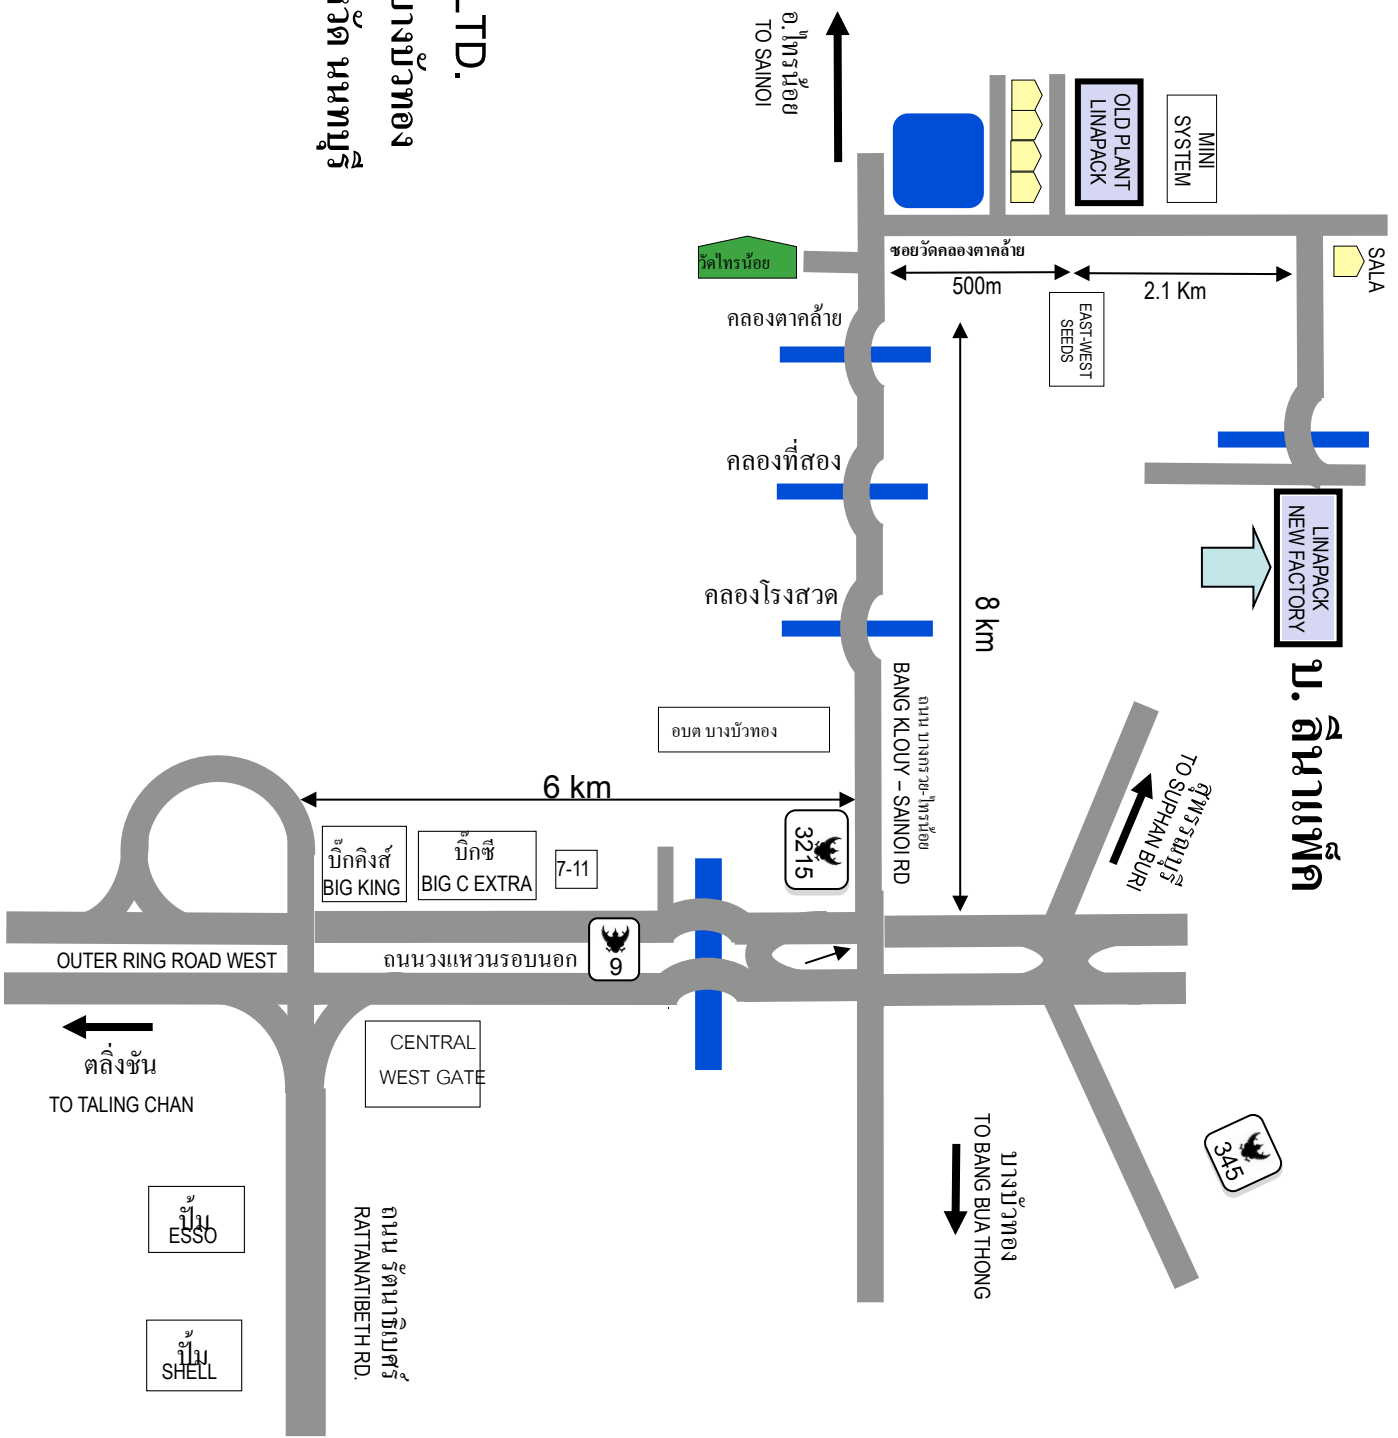 _TD.
บางบัวทอง
วัด นนทบุรี
อ.ไทรน้อย
TO SAINOI
OLD PLANT
LINAPACK
MINI
SYSTEM
SALA
วัดไทรน้อย
ซอยวัดคลองตาคล้าย
500m
2.1 Km
EAST-WEST
SEEDS
คลองตาคล้าย
คลองที่สอง
คลองโรงสวด
8 km
LINAPACK
NEW FACTORY
บ. ลีนาแพ็ค
ถนน บางกรวย-ไทรน้อย
BANG KLOUY – SAINOI RD
อบต บางบัวทอง
สุพรรณบุรี
TO SUPHAN BURI
6 km
3215
บิ๊กคิงส์
BIG KING
บิ๊กซี
BIG C EXTRA
7-11
OUTER RING ROAD WEST
ถนนวงแหวนรอบนอก
9
ตลิ่งชัน
TO TALING CHAN
CENTRAL
WEST GATE
บางบัวทอง
TO BANG BUA THONG
345
ปั้ม
ESSO
ปั้ม
SHELL
ถนน รัตนาธิเบศร์
RATTANATIBETH RD.